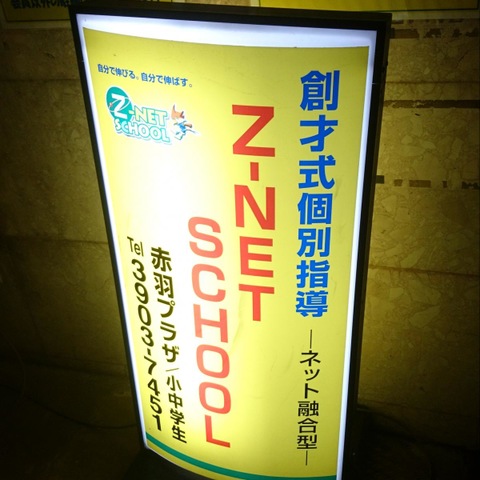 自分で伸びる。自分で伸ばす。
Z-NET
SCHOOL
創才式個別指導
―ネット融合型―
Z-NET
SCHOOL
赤羽プラザ/小中学生
Tel 3903-7451